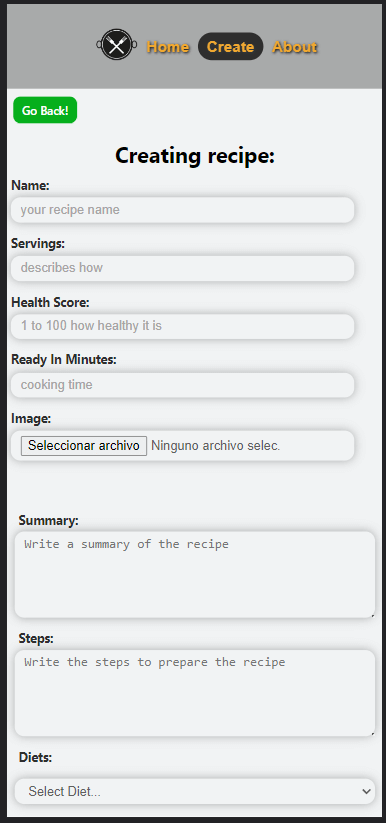 Home Create About
Go Back!
Creating recipe:
Name:
your recipe name
Servings:
describes how
Health Score:
1 to 100 how healthy it is
Ready In Minutes:
cooking time
Image:
Seleccionar archivo Ninguno archivo selec.
Summary:
Write a summary of the recipe
Steps:
Write the steps to prepare the recipe
Diets:
Select Diet...